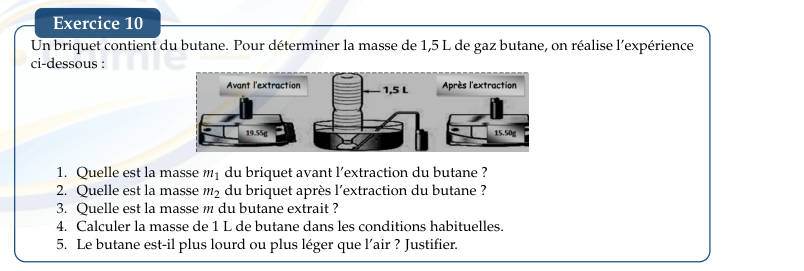 Exercice 10
Un briquet contient du butane. Pour déterminer la masse de 1,5 L de gaz butane, on réalise l'expérience
ci-dessous :
Avant l'extraction
1,5 L
Après l'extraction
19.55g
15.50g
1. Quelle est la masse m₁ du briquet avant l'extraction du butane ?
2. Quelle est la masse m₂ du briquet après l'extraction du butane ?
3. Quelle est la masse m du butane extrait ?
4. Calculer la masse de 1 L de butane dans les conditions habituelles.
5. Le butane est-il plus lourd ou plus léger que l'air ? Justifier.